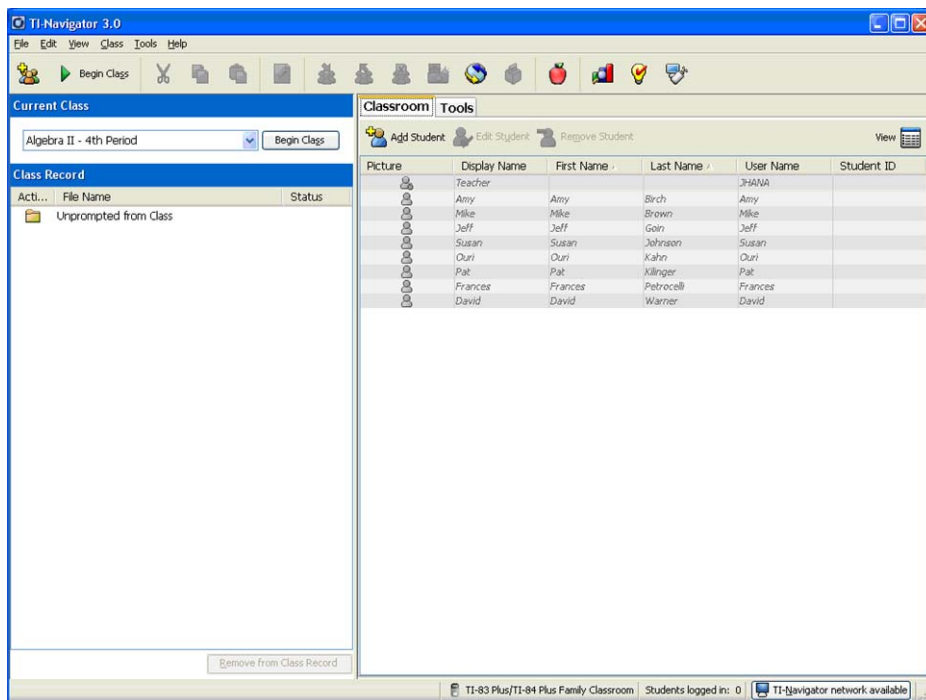 TI-Navigator 3.0
File Edit View Class Tools Help
Begin Class
Current Class
Algebra II - 4th Period Begin Class
Class Record
Acti... File Name Status
Unprompted from Class
Remove from Class Record
Classroom Tools
Add Student Edit Student Remove Student View
Picture Display Name First Name Last Name User Name Student ID
Teacher JHANA
Amy Amy Birch Amy
Mike Mike Brown Mike
Jeff Jeff Goin Jeff
Susan Susan Johnson Susan
Ouri Ouri Kahn Ouri
Pat Pat Kilinger Pat
Frances Frances Petrocelli Frances
David David Warner David
TI-83 Plus/TI-84 Plus Family Classroom Students logged in: 0 TI-Navigator network available